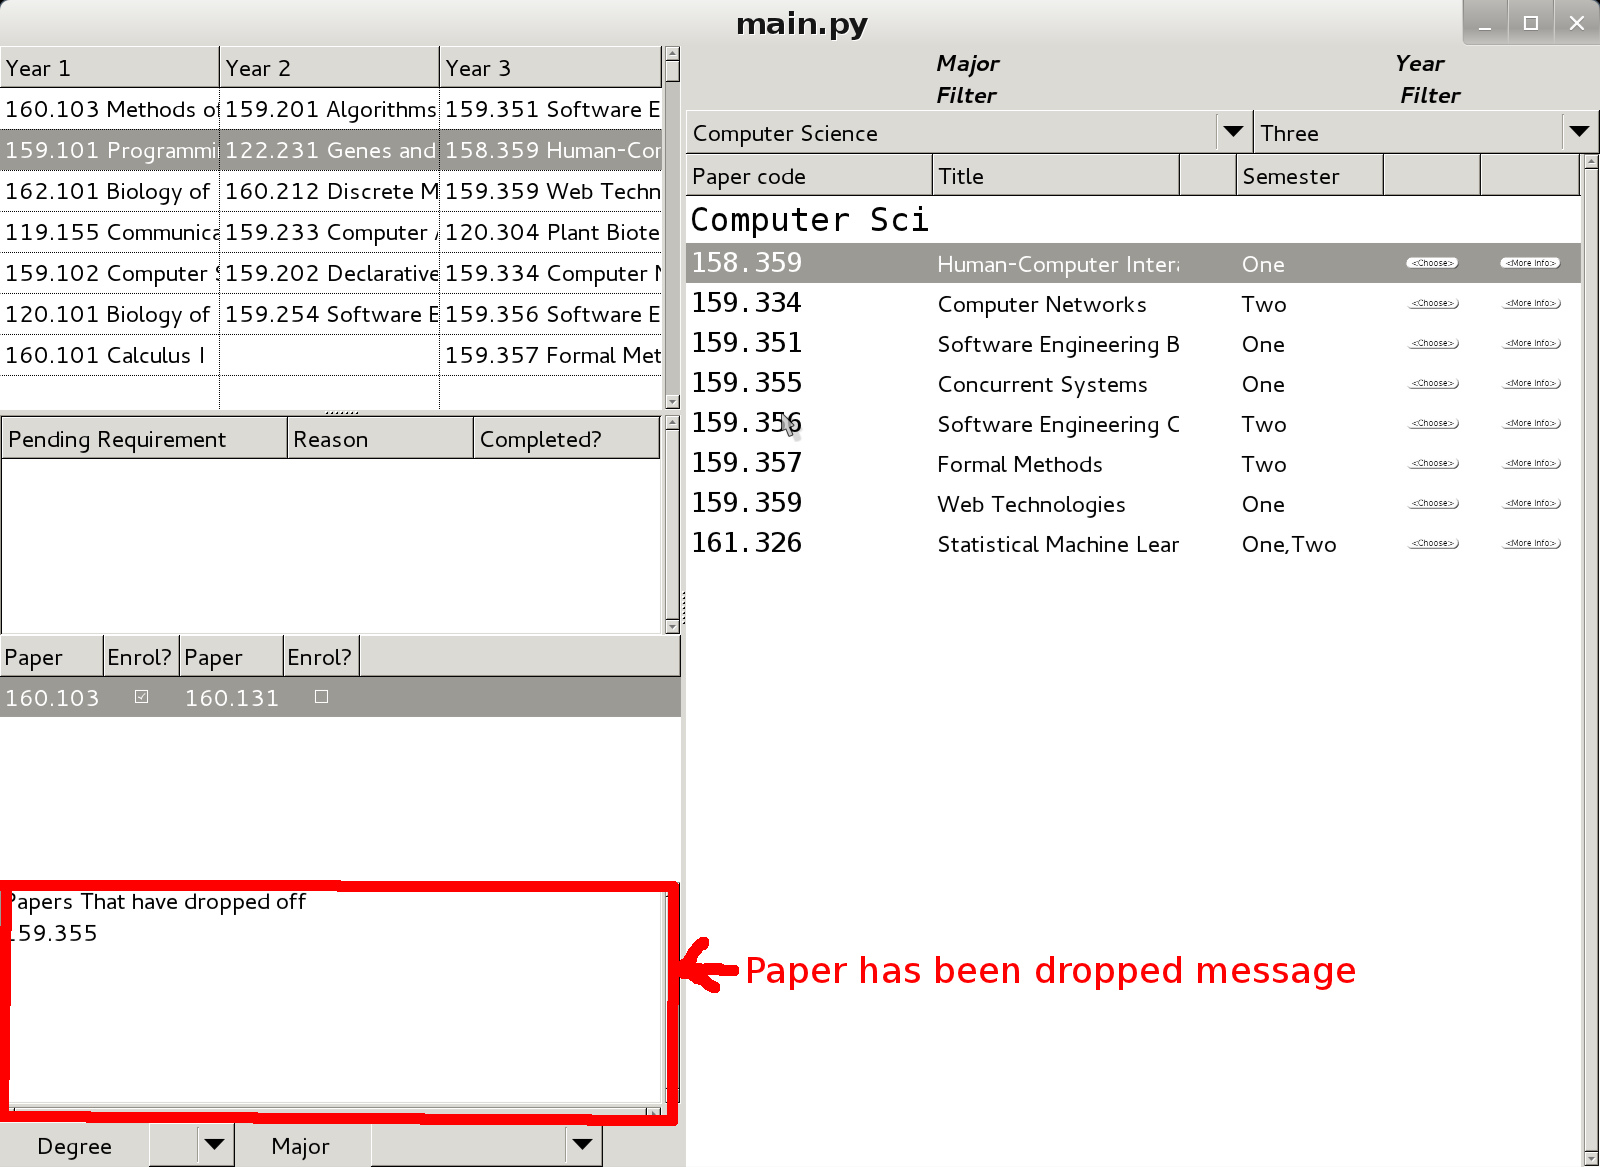 main.py
Year 1 Year 2 Year 3
160.103 Methods of 159.201 Algorithms 159.351 Software E
159.101 Programmi 122.231 Genes and 158.359 Human-Cor
162.101 Biology of 160.212 Discrete M 159.359 Web Techn
119.155 Communica 159.233 Computer 120.304 Plant Biote
159.102 Computer 159.202 Declarative 159.334 Computer N
120.101 Biology of 159.254 Software E 159.356 Software E
160.101 Calculus I 159.357 Formal Met
Pending Requirement Reason Completed?
Paper Enrol? Paper Enrol?
160.103 160.131
Papers That have dropped off
159.355
Degree Major
Major
Filter
Year
Filter
Computer Science Three
Paper code Title Semester
Computer Sci
158.359 Human-Computer Intera One <Choose> <More Info>
159.334 Computer Networks Two <Choose> <More Info>
159.351 Software Engineering B One <Choose> <More Info>
159.355 Concurrent Systems One <Choose> <More Info>
159.356 Software Engineering C Two <Choose> <More Info>
159.357 Formal Methods Two <Choose> <More Info>
159.359 Web Technologies One <Choose> <More Info>
161.326 Statistical Machine Lear One,Two <Choose> <More Info>
Paper has been dropped message